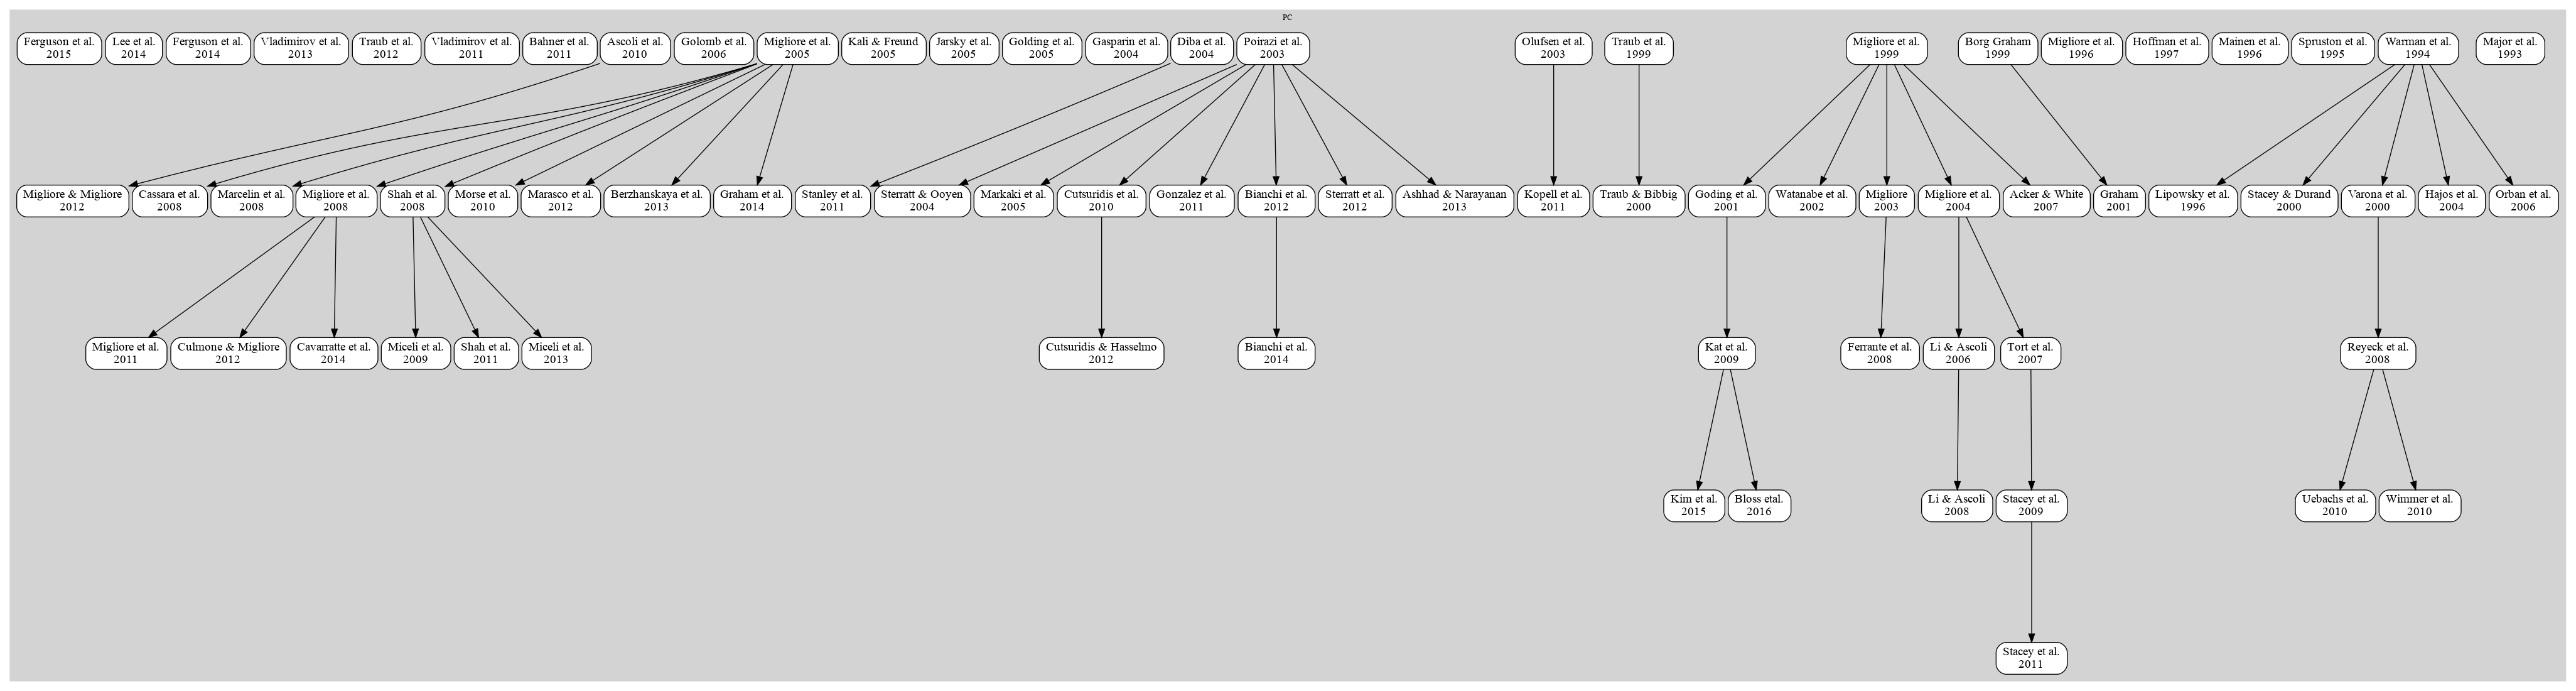 PC
Ferguson et al.
2015
Lee et al.
2014
Ferguson et al.
2014
Vladimirov et al.
2013
Traub et al.
2012
Vladimirov et al.
2011
Bahner et al.
2011
Ascoli et al.
2010
Golomb et al.
2006
Migliore et al.
2005
Kali & Freund
2005
Jarsky et al.
2005
Golding et al.
2005
Gasparin et al.
2004
Diba et al.
2004
Poirazi et al.
2003
Olufsen et al.
2003
Traub et al.
1999
Migliore et al.
1999
Borg Graham
1999
Migliore et al.
1996
Hoffman et al.
1997
Mainen et al.
1996
Spruston et al.
1995
Warman et al.
1994
Major et al.
1993
Migliore & Migliore
2012
Cassara et al.
2008
Marcelin et al.
2008
Migliore et al.
2008
Shah et al.
2008
Morse et al.
2010
Marasco et al.
2012
Berzhanskaya et al.
2013
Graham et al.
2014
Stanley et al.
2011
Sterratt & Ooyen
2004
Markaki et al.
2005
Cutsuridis et al.
2010
Gonzalez et al.
2011
Bianchi et al.
2012
Sterratt et al.
2012
Ashhad & Narayanan
2013
Kopell et al.
2011
Traub & Bibbig
2000
Goding et al.
2001
Watanabe et al.
2002
Migliore
2003
Migliore et al.
2004
Acker & White
2007
Graham
2001
Lipowsky et al.
1996
Stacey & Durand
2000
Varona et al.
2000
Hajos et al.
2004
Orban et al.
2006
Migliore et al.
2011
Culmone & Migliore
2012
Cavarratte et al.
2014
Miceli et al.
2009
Shah et al.
2011
Miceli et al.
2013
Cutsuridis & Hasselmo
2012
Bianchi et al.
2014
Kat et al.
2009
Ferrante et al.
2008
Li & Ascoli
2006
Tort et al.
2007
Reyeck et al.
2008
Kim et al.
2015
Bloss etal.
2016
Li & Ascoli
2008
Stacey et al.
2009
Uebachs et al.
2010
Wimmer et al.
2010
Stacey et al.
2011